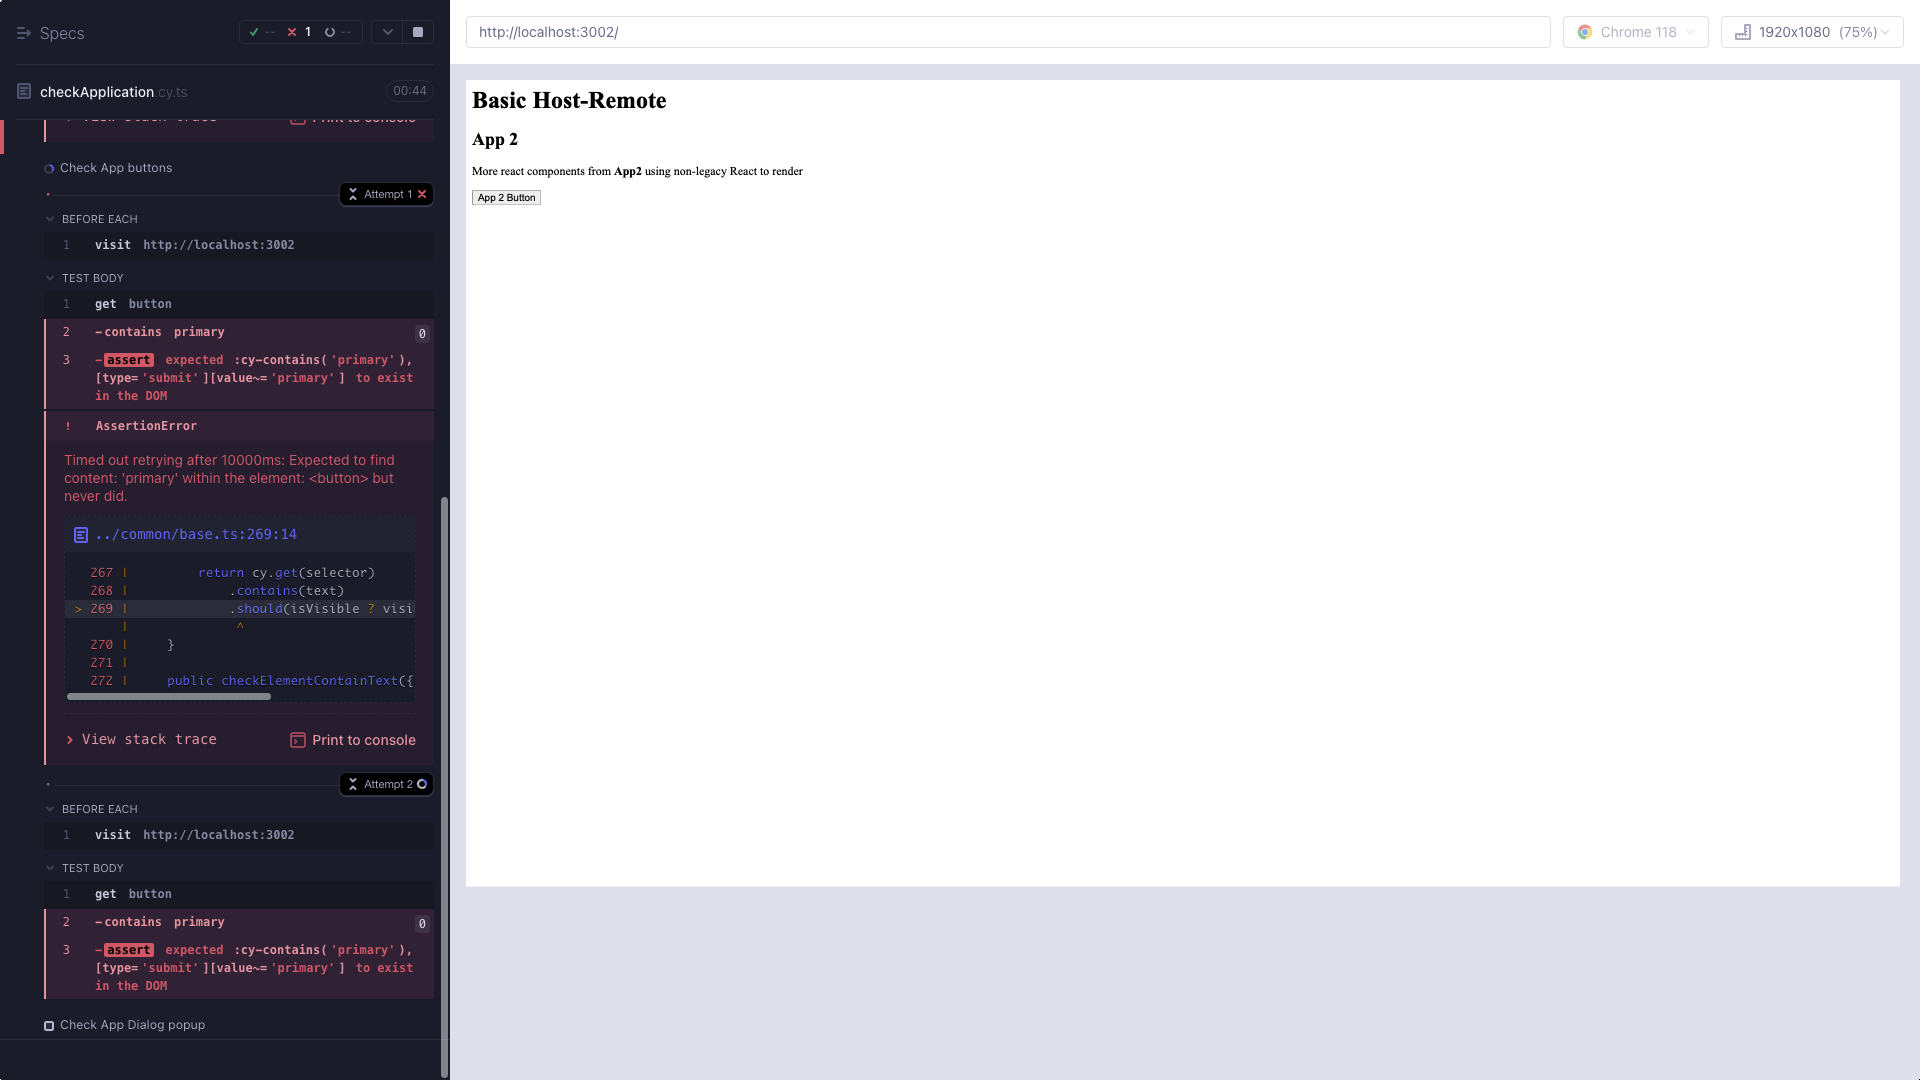 Specs
-- 1 --
checkApplication.cy.ts 00:44
View stack trace Print to console
Check App buttons
Attempt 1
BEFORE EACH
1 visit http://localhost:3002
TEST BODY
1 get button
2 -contains primary 0
3 -assert expected :cy-contains('primary'),
[type='submit'][value~='primary'] to exist
in the DOM
! AssertionError
Timed out retrying after 10000ms: Expected to find
content: 'primary' within the element: <button> but
never did.
../common/base.ts:269:14
267 | return cy.get(selector)
268 | .contains(text)
> 269 | .should(isVisible ? visi
| ^
270 | }
271 |
272 | public checkElementContainText({
View stack trace Print to console
Attempt 2
BEFORE EACH
1 visit http://localhost:3002
TEST BODY
1 get button
2 -contains primary 0
3 -assert expected :cy-contains('primary'),
[type='submit'][value~='primary'] to exist
in the DOM
Check App Dialog popup
http://localhost:3002/ Chrome 118 1920x1080 (75%)
Basic Host-Remote
App 2
More react components from App2 using non-legacy React to render
App 2 Button